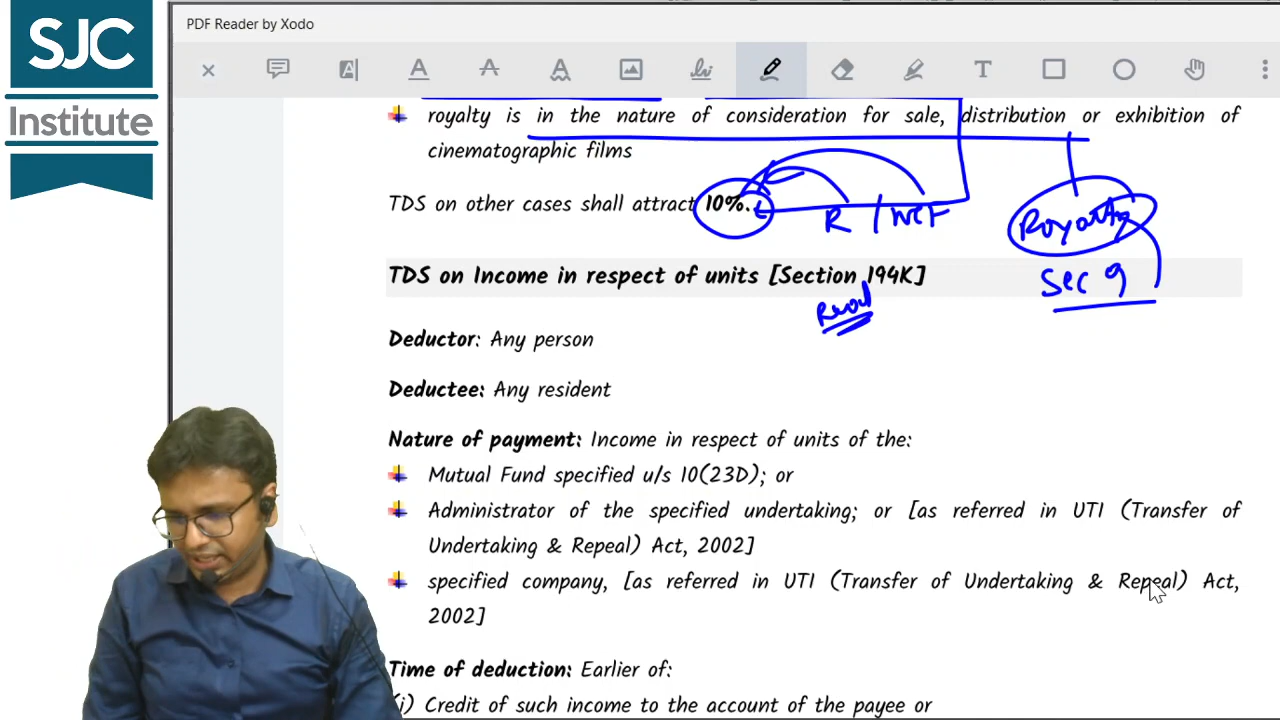 SJC
Institute
PDF Reader by Xodo
royalty is in the nature of consideration for sale, distribution or exhibition of
cinematographic films
TDS on other cases shall attract 10%.
R / NCF
Royalty
Sec 9
TDS on Income in respect of units [Section 194K]
Read
Deductor: Any person
Deductee: Any resident
Nature of payment: Income in respect of units of the:
Mutual Fund specified u/s 10(23D); or
Administrator of the specified undertaking; or [as referred in UTI (Transfer of
Undertaking & Repeal) Act, 2002]
specified company, [as referred in UTI (Transfer of Undertaking & Repeal) Act,
2002]
Time of deduction: Earlier of:
(i) Credit of such income to the account of the payee or